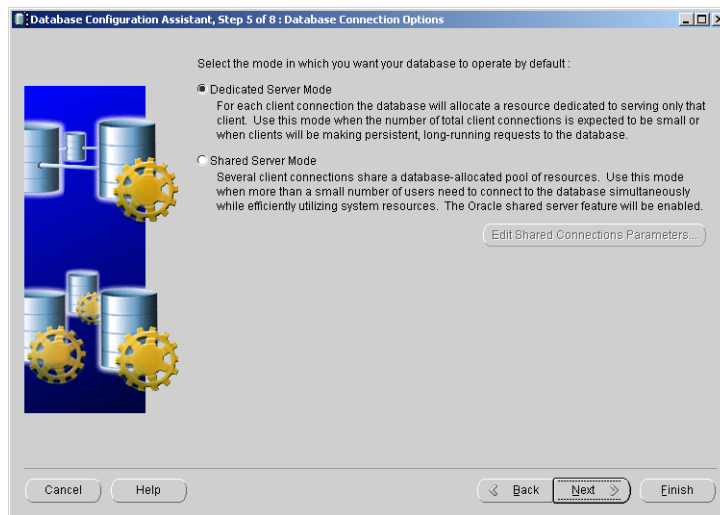 Database Configuration Assistant, Step 5 of 8 : Database Connection Options
Select the mode in which you want your database to operate by default :
Dedicated Server Mode
For each client connection the database will allocate a resource dedicated to serving only that
client. Use this mode when the number of total client connections is expected to be small or
when clients will be making persistent, long-running requests to the database.
Shared Server Mode
Several client connections share a database-allocated pool of resources. Use this mode
when more than a small number of users need to connect to the database simultaneously
while efficiently utilizing system resources. The Oracle shared server feature will be enabled.
Edit Shared Connections Parameters...
Cancel
Help
Back
Next
Finish